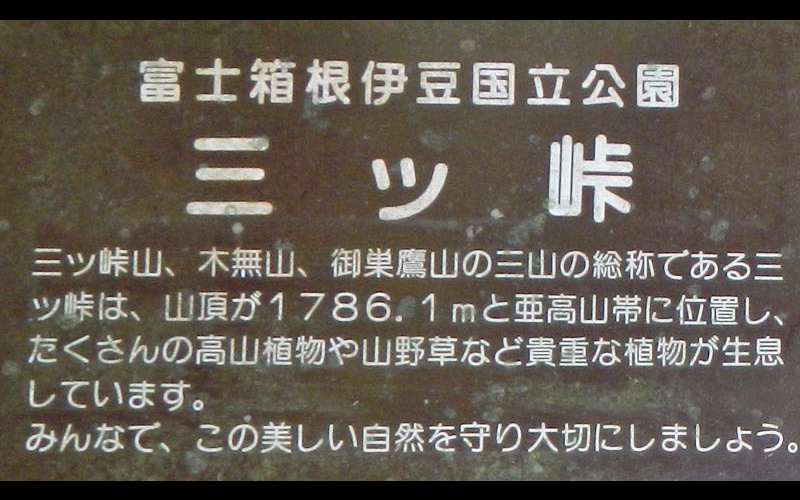 富士箱根伊豆国立公園
三ッ峠
三ッ峠山、木無山、御巣鷹山の三山の総称である三
ッ峠は、山頂が１７８６.１ｍと亜高山帯に位置し、
たくさんの高山植物や山野草など貴重な植物が生息
しています。
みんなで、この美しい自然を守り大切にしましょう。